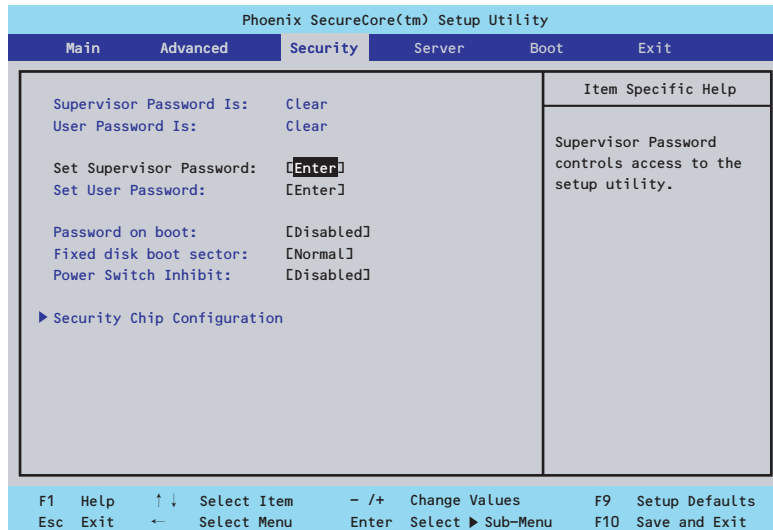 Phoenix SecureCore(tm) Setup Utility
Main Advanced Security Server Boot Exit
Item Specific Help
Supervisor Password Is: Clear
User Password Is: Clear
Supervisor Password
controls access to the
setup utility.
Set Supervisor Password: [Enter]
Set User Password: [Enter]
Password on boot: [Disabled]
Fixed disk boot sector: [Normal]
Power Switch Inhibit: [Disabled]
▶ Security Chip Configuration
F1 Help ↑↓ Select Item - /+ Change Values F9 Setup Defaults
Esc Exit ← Select Menu Enter Select ▶ Sub-Menu F10 Save and Exit